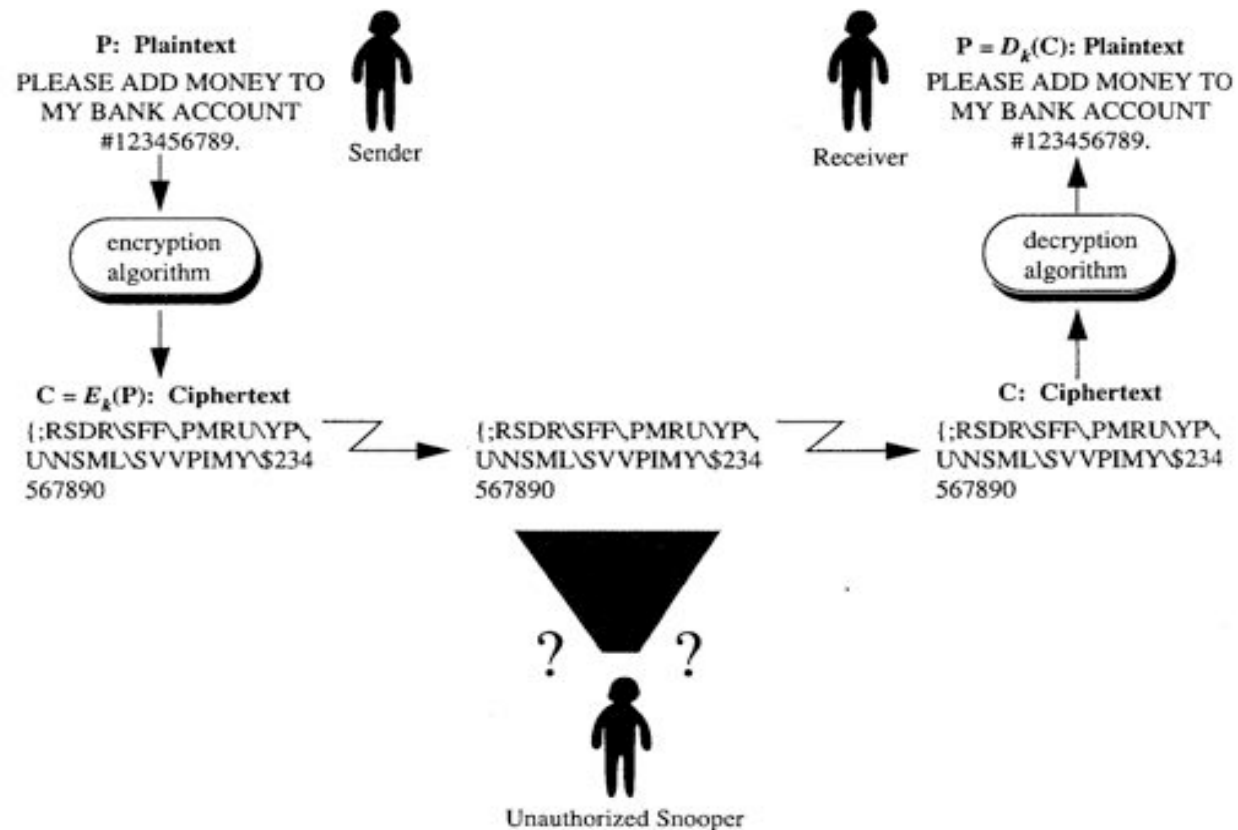 P: Plaintext
PLEASE ADD MONEY TO
MY BANK ACCOUNT
#123456789.
Sender
encryption
algorithm
C = Ek(P): Ciphertext
{;RSDR\SFF\,PMRU\YP\,
U\NSML\SVVPIMY\$234
567890
{;RSDR\SFF\,PMRU\YP\,
U\NSML\SVVPIMY\$234
567890
? ?
Unauthorized Snooper
Receiver
P = Dk(C): Plaintext
PLEASE ADD MONEY TO
MY BANK ACCOUNT
#123456789.
decryption
algorithm
C: Ciphertext
{;RSDR\SFF\,PMRU\YP\,
U\NSML\SVVPIMY\$234
567890